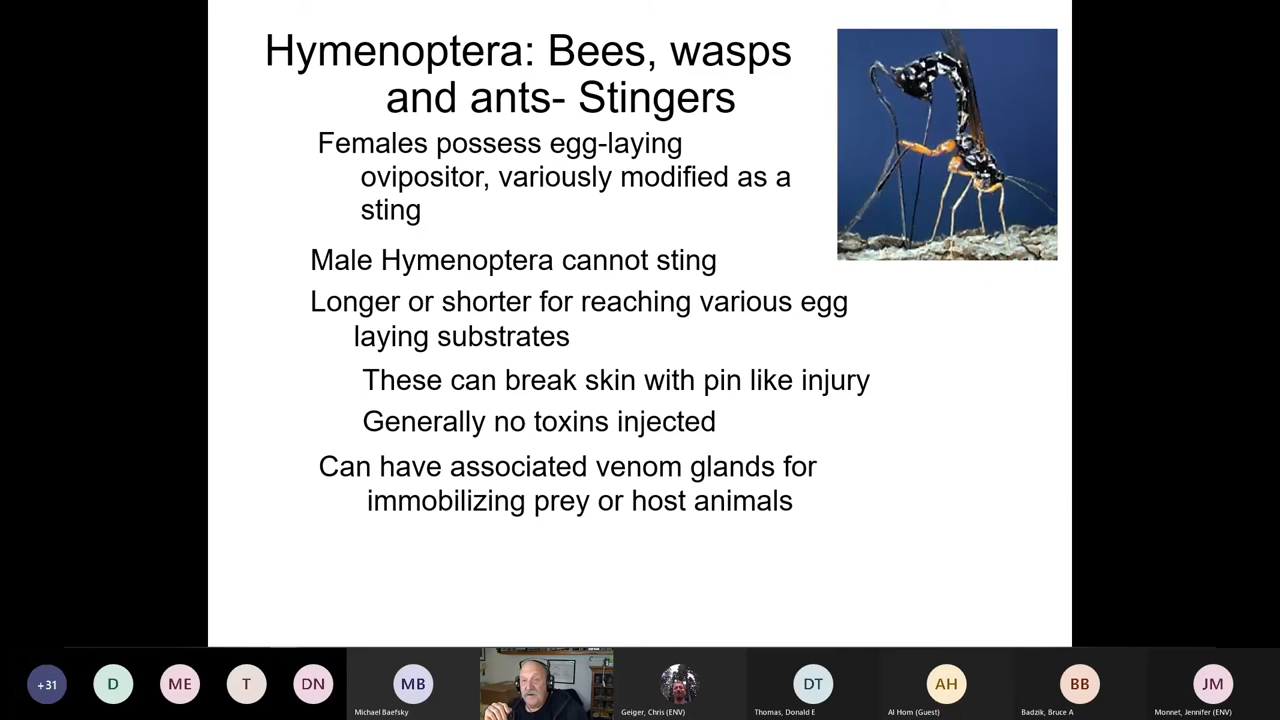 Hymenoptera: Bees, wasps
and ants- Stingers
Females possess egg-laying
ovipositor, variously modified as a
sting
Male Hymenoptera cannot sting
Longer or shorter for reaching various egg
laying substrates
These can break skin with pin like injury
Generally no toxins injected
Can have associated venom glands for
immobilizing prey or host animals
+31
D
ME
T
DN
MB
DT
AH
BB
JM
Michael Baefsky
Geiger, Chris (ENV)
Thomas, Donald E
Al Hom (Guest)
Badzik, Bruce A
Monnet, Jennifer (ENV)